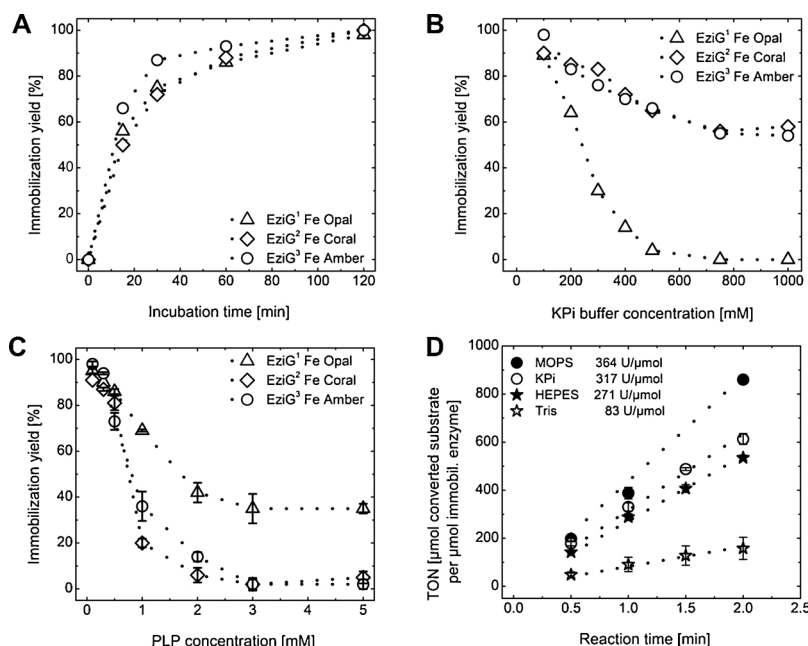 A
Immobilization yield [%]
100
80
60
40
20
0
EziG¹ Fe Opal
EziG² Fe Coral
EziG³ Fe Amber
0 20 40 60 80 100 120
Incubation time [min]
B
Immobilization yield [%]
100
80
60
40
20
0
EziG¹ Fe Opal
EziG² Fe Coral
EziG³ Fe Amber
0 200 400 600 800 1000
KPi buffer concentration [mM]
C
Immobilization yield [%]
100
80
60
40
20
0
EziG¹ Fe Opal
EziG² Fe Coral
EziG³ Fe Amber
0 1 2 3 4 5
PLP concentration [mM]
D
TON [µmol converted substrate
per µmol immobil. enzyme]
1000
800
600
400
200
0
MOPS 364 U/µmol
KPi 317 U/µmol
HEPES 271 U/µmol
Tris 83 U/µmol
0.0 0.5 1.0 1.5 2.0
Reaction time [min]